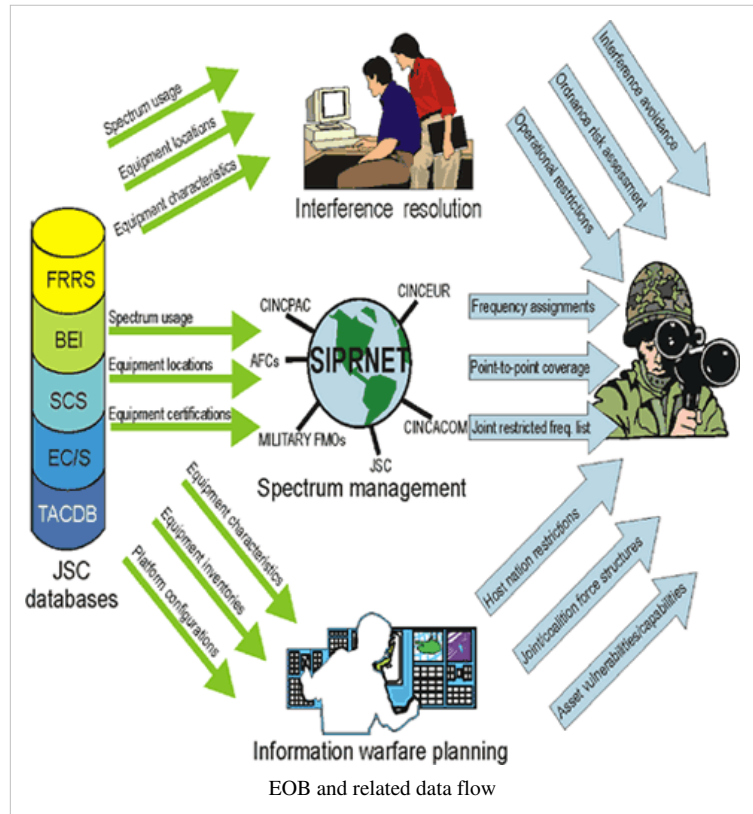 Spectrum usage
Equipment locations
Equipment characteristics
Interference resolution
Interference avoidance
Ordnance risk assessment
Operational restrictions
FRRS
BEI
SCS
EC/S
TACDB
JSC
databases
Spectrum usage
Equipment locations
Equipment certifications
CINCPAC
CINCEUR
AFCs
SIPRNET
MILITARY FMOs
CINCACOM
JSC
Spectrum management
Frequency assignments
Point-to-point coverage
Joint restricted freq. list
Equipment characteristics
Equipment inventories
Platform configurations
Information warfare planning
Host nation restrictions
Joint/coalition force structures
Asset vulnerabilities/capabilities
EOB and related data flow